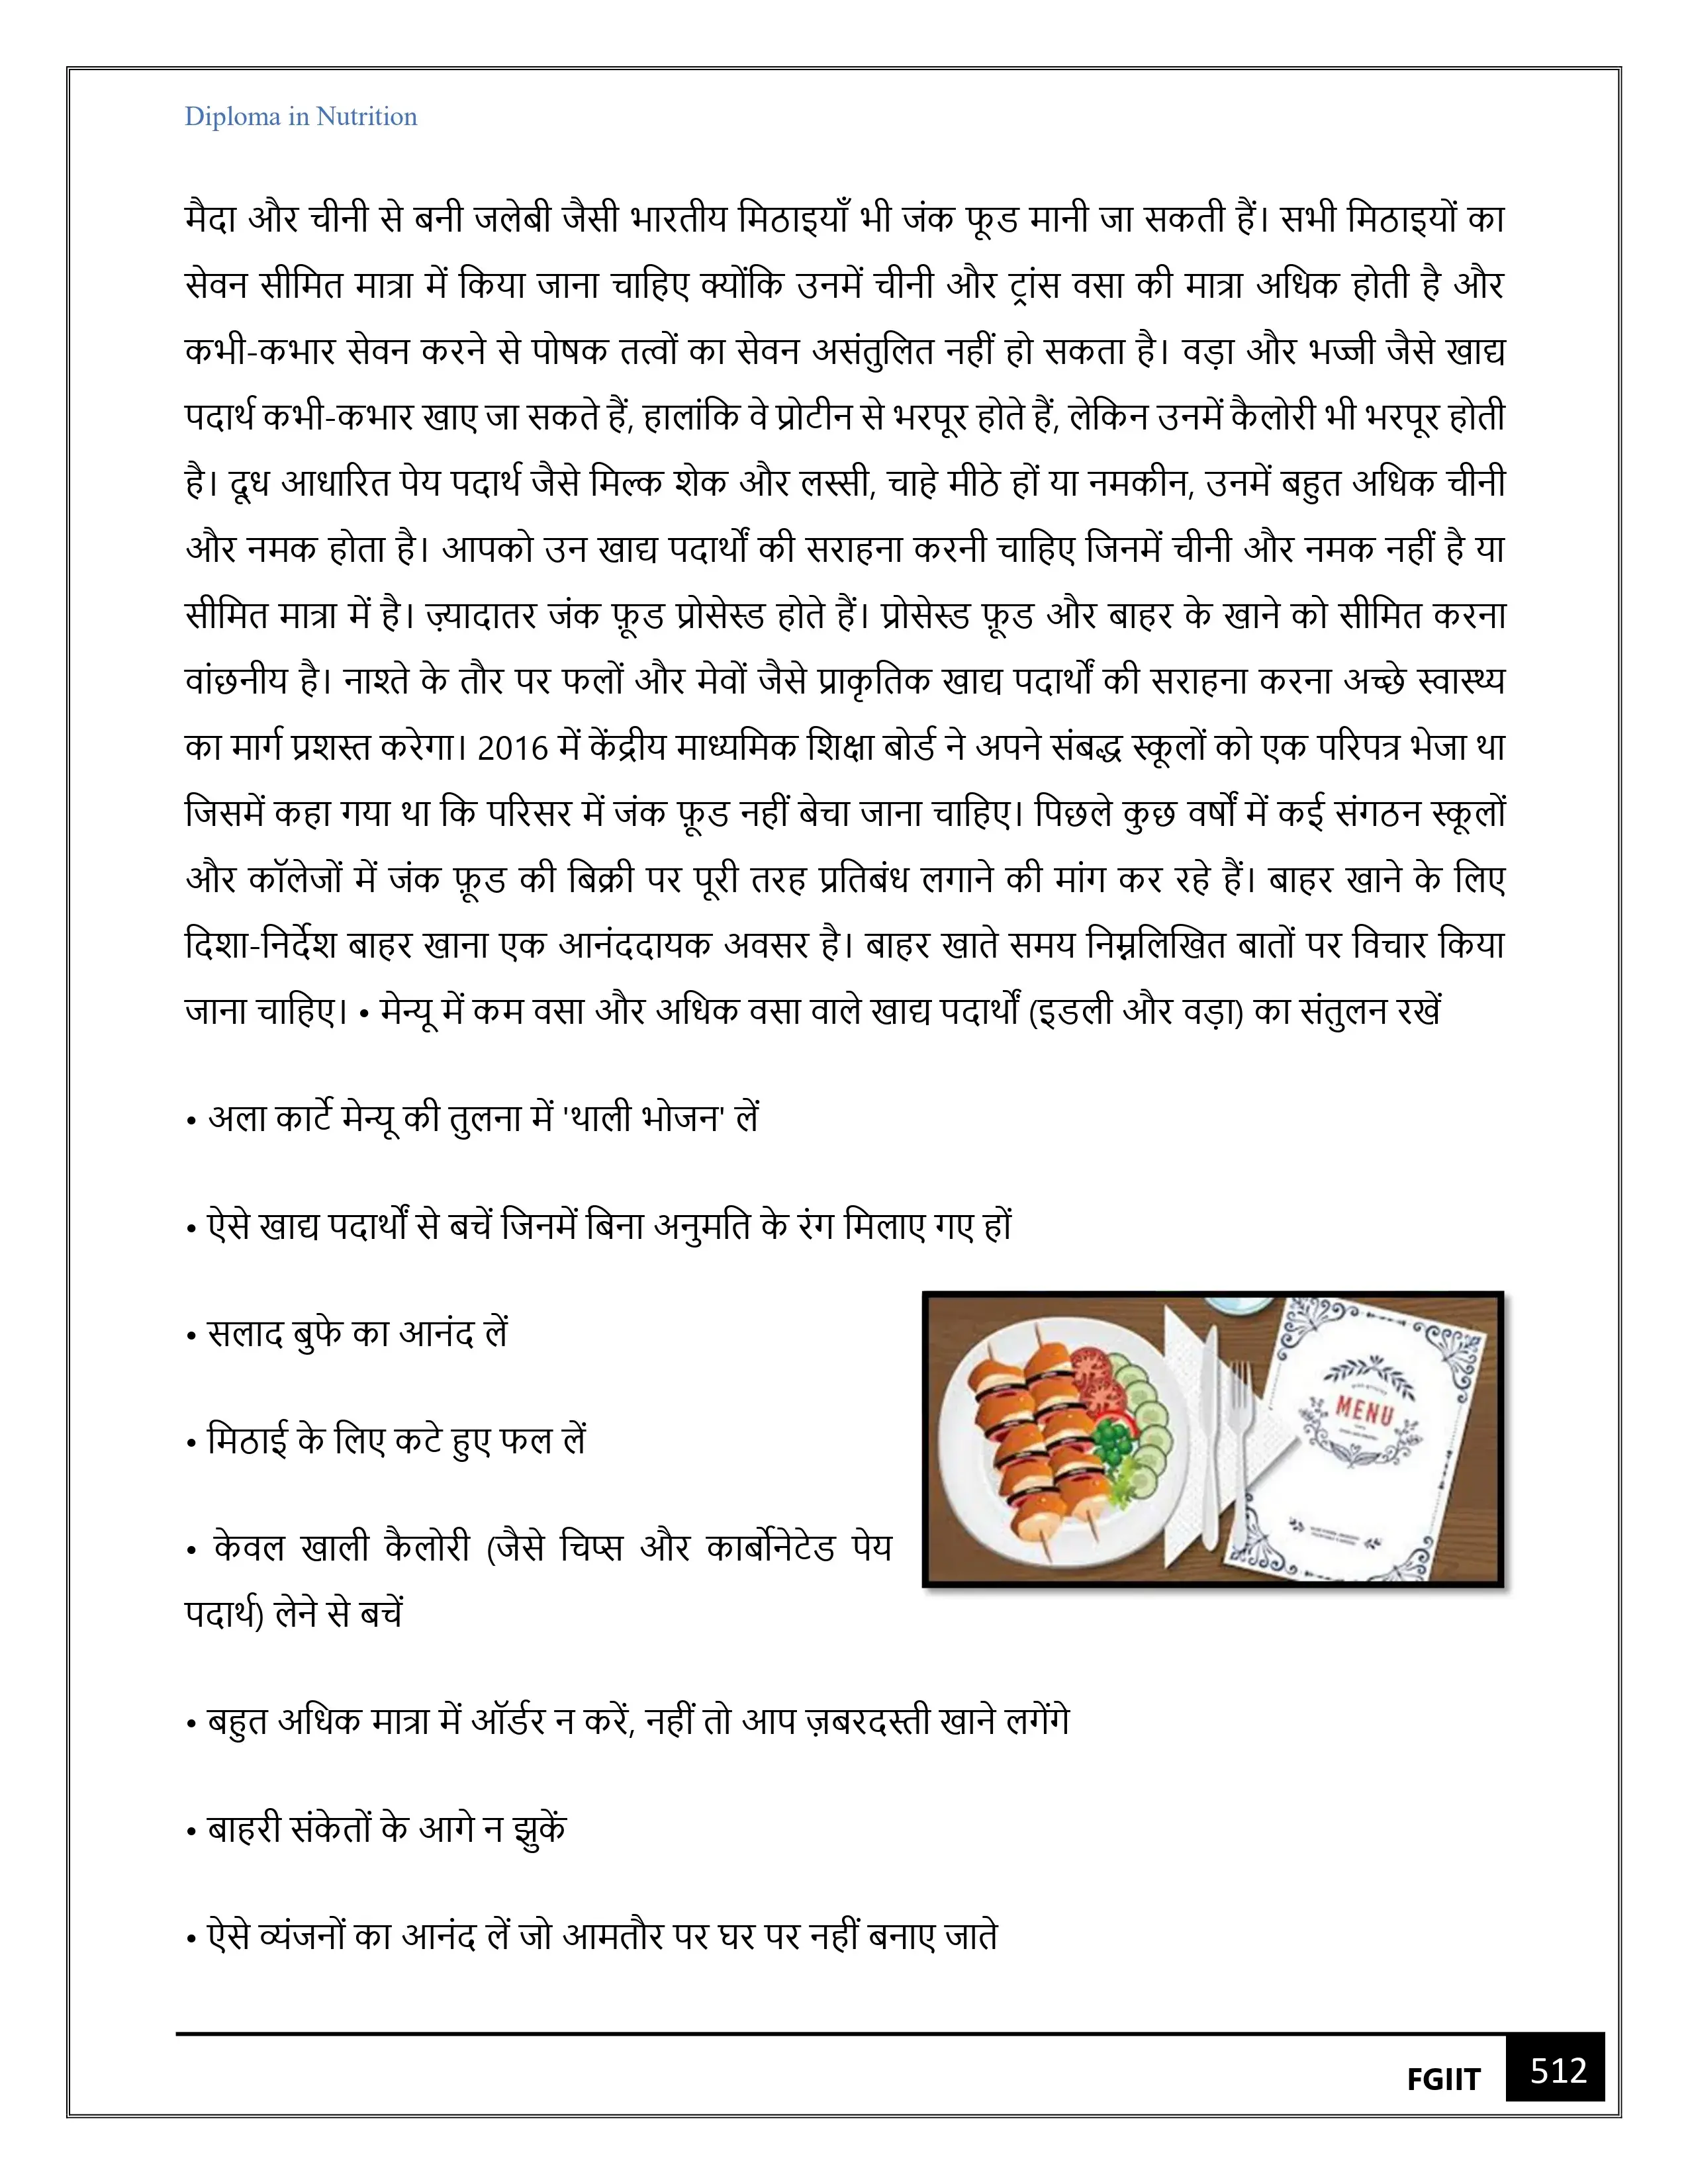 Diploma in Nutrition
मैदा और चीनी से बनी जलेबी जैसी भारतीय मिठाइयाँ भी जंक फूड मानी जा सकती हैं। सभी मिठाइयों का
सेवन सीमित मात्रा में किया जाना चाहिए क्योंकि उनमें चीनी और ट्रांस वसा की मात्रा अधिक होती है और
कभी-कभार सेवन करने से पोषक तत्वों का सेवन असंतुलित नहीं हो सकता है। वड़ा और भज्जी जैसे खाद्य
पदार्थ कभी-कभार खाए जा सकते हैं, हालांकि वे प्रोटीन से भरपूर होते हैं, लेकिन उनमें कैलोरी भी भरपूर होती
है। दूध आधारित पेय पदार्थ जैसे मिल्क शेक और लस्सी, चाहे मीठे हों या नमकीन, उनमें बहुत अधिक चीनी
और नमक होता है। आपको उन खाद्य पदार्थों की सराहना करनी चाहिए जिनमें चीनी और नमक नहीं है या
सीमित मात्रा में है। ज़्यादातर जंक फ़ूड प्रोसेस्ड होते हैं। प्रोसेस्ड फ़ूड और बाहर के खाने को सीमित करना
वांछनीय है। नाश्ते के तौर पर फलों और मेवों जैसे प्राकृतिक खाद्य पदार्थों की सराहना करना अच्छे स्वास्थ्य
का मार्ग प्रशस्त करेगा। 2016 में केंद्रीय माध्यमिक शिक्षा बोर्ड ने अपने संबद्ध स्कूलों को एक परिपत्र भेजा था
जिसमें कहा गया था कि परिसर में जंक फ़ूड नहीं बेचा जाना चाहिए। पिछले कुछ वर्षों में कई संगठन स्कूलों
और कॉलेजों में जंक फ़ूड की बिक्री पर पूरी तरह प्रतिबंध लगाने की मांग कर रहे हैं। बाहर खाने के लिए
दिशा-निर्देश बाहर खाना एक आनंददायक अवसर है। बाहर खाते समय निम्नलिखित बातों पर विचार किया
जाना चाहिए। • मेन्यू में कम वसा और अधिक वसा वाले खाद्य पदार्थों (इडली और वड़ा) का संतुलन रखें
• अला कार्टे मेन्यू की तुलना में 'थाली भोजन' लें
• ऐसे खाद्य पदार्थों से बचें जिनमें बिना अनुमति के रंग मिलाए गए हों
• सलाद बुफे का आनंद लें
• मिठाई के लिए कटे हुए फल लें
MENU
• केवल खाली कैलोरी (जैसे चिप्स और कार्बोनेटेड पेय
पदार्थ) लेने से बचें
• बहुत अधिक मात्रा में ऑर्डर न करें, नहीं तो आप ज़बरदस्ती खाने लगेंगे
• बाहरी संकेतों के आगे न झुकें
• ऐसे व्यंजनों का आनंद लें जो आमतौर पर घर पर नहीं बनाए जाते
FGIIT 512